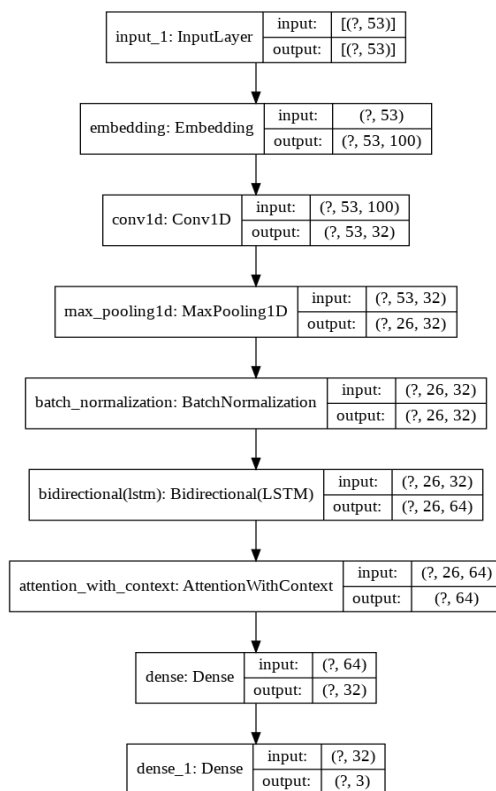 input_1: InputLayer
input:
[(?, 53)]
output:
[(?, 53)]
embedding: Embedding
input:
(?, 53)
output:
(?, 53, 100)
conv1d: Conv1D
input:
(?, 53, 100)
output:
(?, 53, 32)
max_pooling1d: MaxPooling1D
input:
(?, 53, 32)
output:
(?, 26, 32)
batch_normalization: BatchNormalization
input:
(?, 26, 32)
output:
(?, 26, 32)
bidirectional(lstm): Bidirectional(LSTM)
input:
(?, 26, 32)
output:
(?, 26, 64)
attention_with_context: AttentionWithContext
input:
(?, 26, 64)
output:
(?, 64)
dense: Dense
input:
(?, 64)
output:
(?, 32)
dense_1: Dense
input:
(?, 32)
output:
(?, 3)